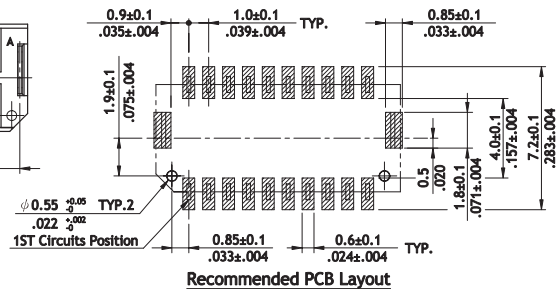 0.9±0.1
.035±.004
1.0±0.1
.039±.004
TYP.
0.85±0.1
.033±.004
A
1.9±0.1
.075±.004
4.0±0.1
.157±.004
7.2±0.1
.283±.004
0.5
.020
1.8±0.1
.071±.004
ϕ0.55 +0.05 -0 TYP.2
.022 +.002 -0
1ST Circuits Position
0.85±0.1
.033±.004
0.6±0.1
.024±.004
TYP.
Recommended PCB Layout